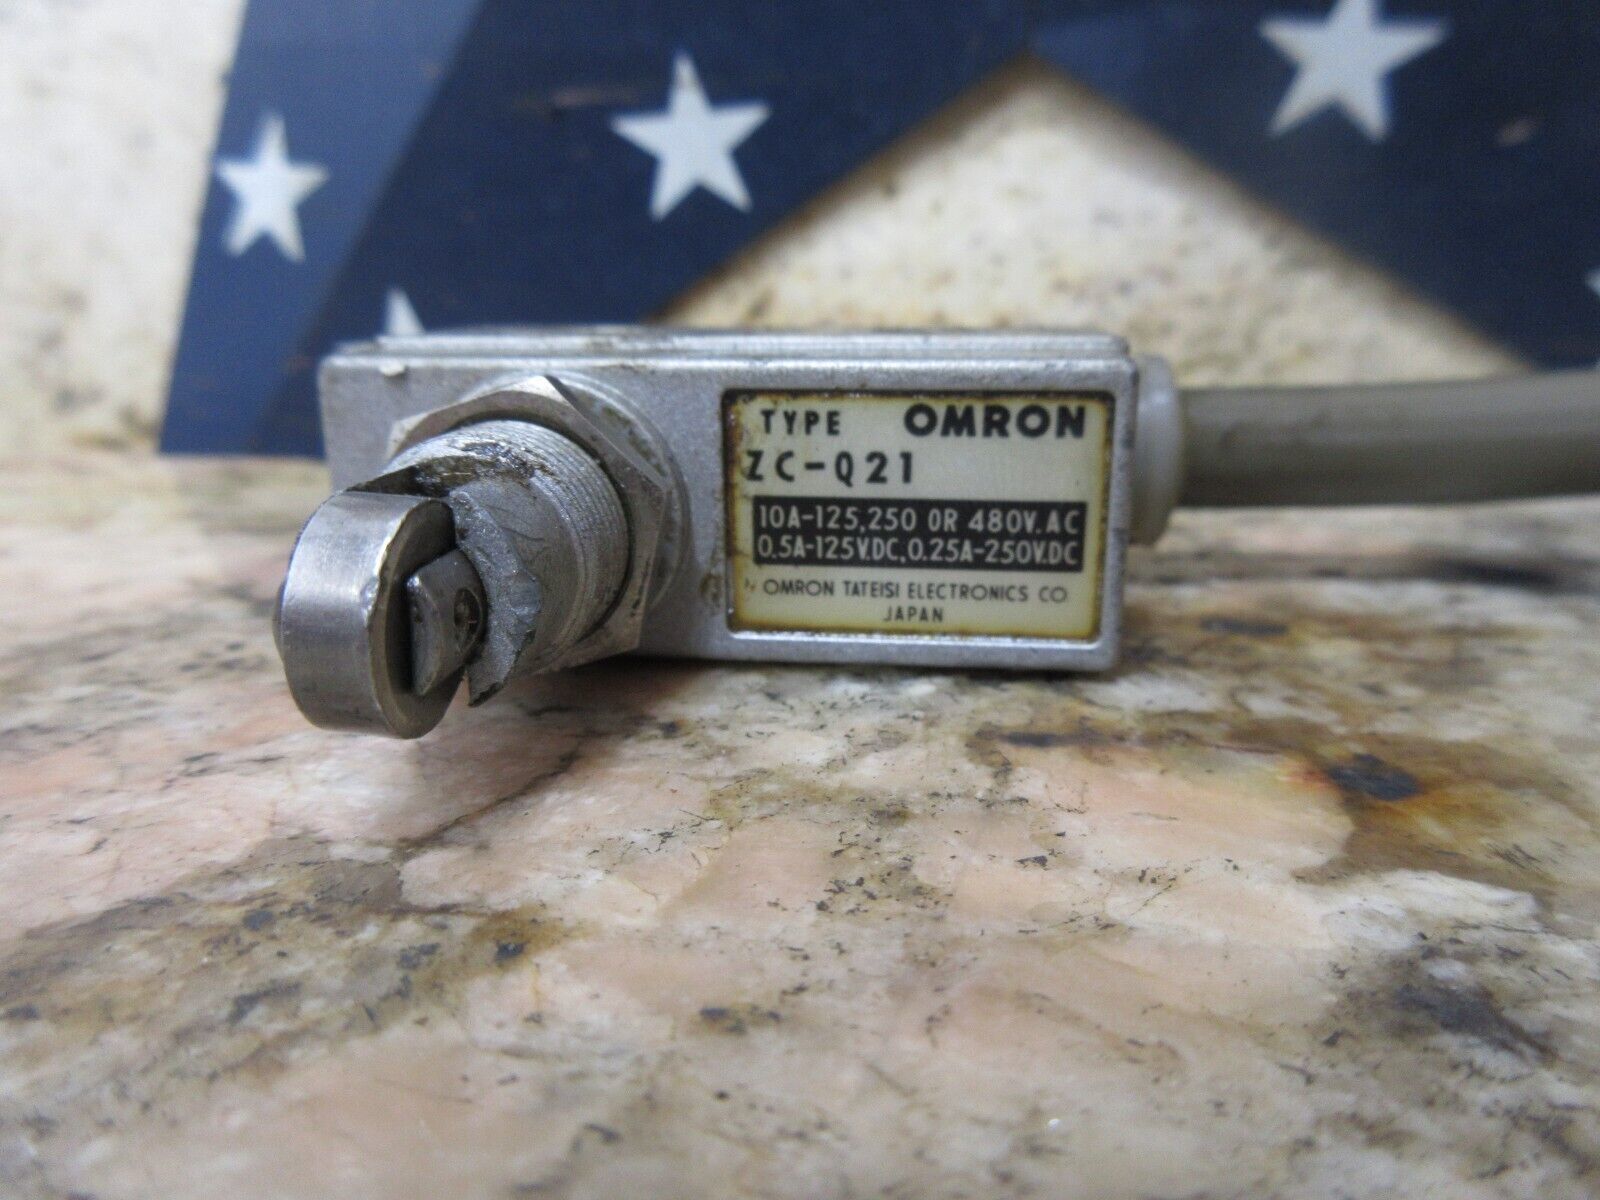 TYPE OMRON
ZC-Q21
10A-125,250 OR 480V.AC
0.5A-125V.DC,0.25A-250V.DC
OMRON TATEISI ELECTRONICS CO
JAPAN